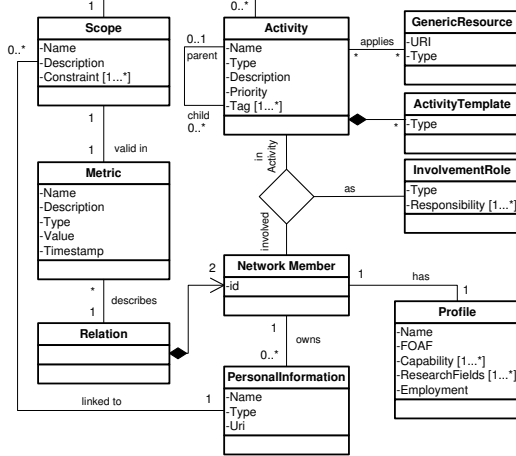 1
0..*
Scope
-Name
-Description
-Constraint [1...*]
0..*
Activity
-Name
-Type
-Description
-Priority
-Tag [1...*]
0..1
parent
child
0..*
applies
*
*
GenericResource
-URI
-Type
ActivityTemplate
-Type
*
1
1
valid in
in
Activity
as
InvolvementRole
-Type
-Responsibility [1...*]
Metric
-Name
-Description
-Type
-Value
-Timestamp
involved
*
1
describes
2
Network Member
-id
1
has
1
Relation
1
owns
0..*
Profile
-Name
-FOAF
-Capability [1...*]
-ResearchFields [1...*]
-Employment
PersonalInformation
-Name
-Type
-Uri
linked to
1